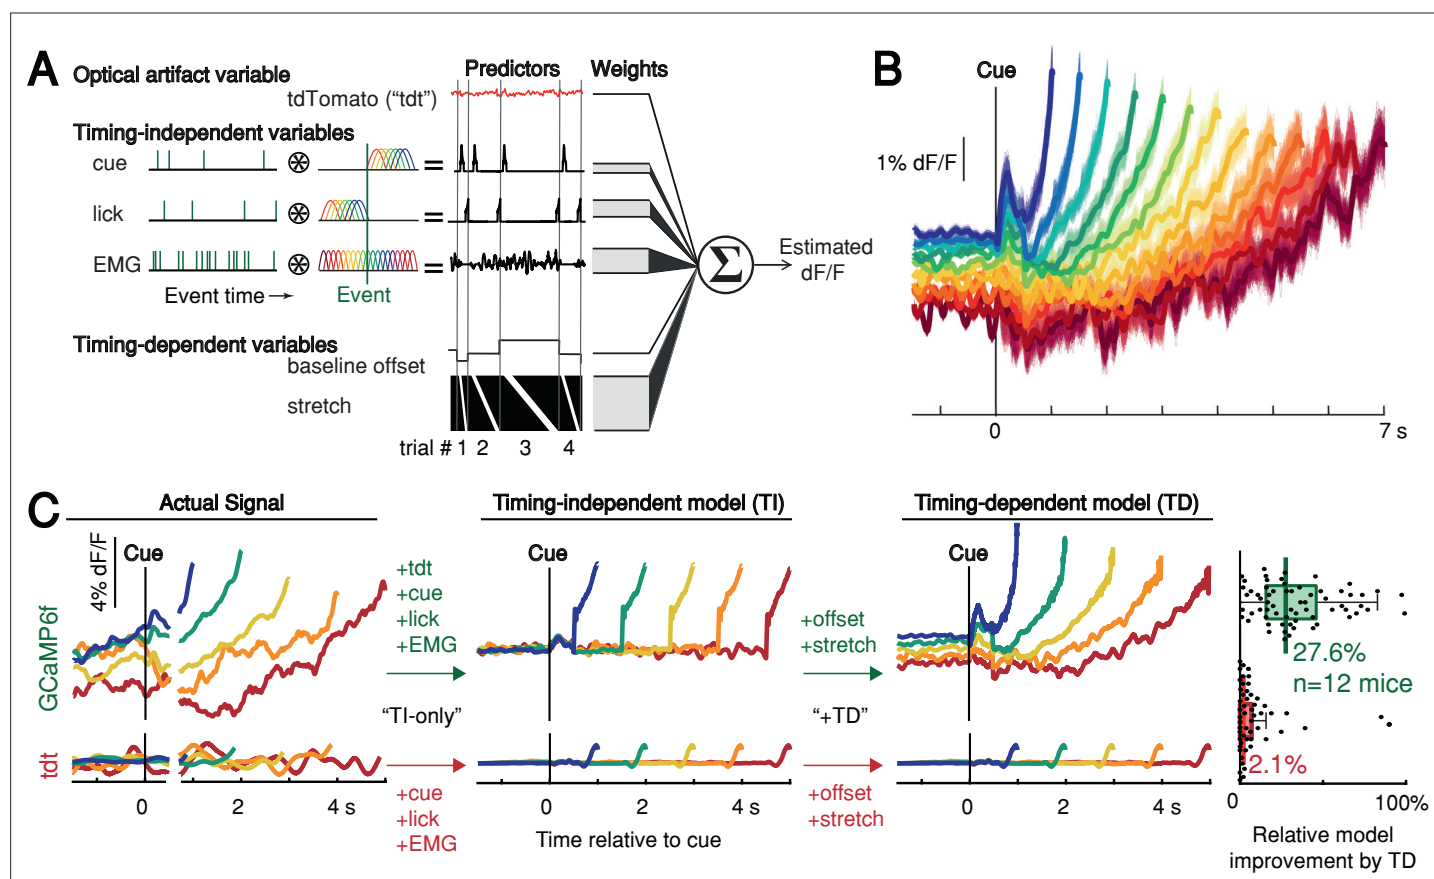 A
Optical artifact variable
tdTomato ("tdt")
Predictors
Weights
Timing-independent variables
cue
=
lick
=
EMG
=
Event time →
Event
Σ
Estimated
dF/F
Timing-dependent variables
baseline offset
stretch
trial # 1 2 3 4
B
Cue
1% dF/F
0
7 s
C
Actual Signal
Timing-independent model (TI)
Timing-dependent model (TD)
4% dF/F
Cue
Cue
Cue
GCaMP6f
+tdt
+cue
+lick
+EMG
"TI-only"
+offset
+stretch
"+TD"
27.6%
n=12 mice
tdt
2.1%
0 2 4 s
+cue
+lick
+EMG
0 2 4 s
Time relative to cue
+offset
+stretch
0 2 4 s
0 100%
Relative model
improvement by TD